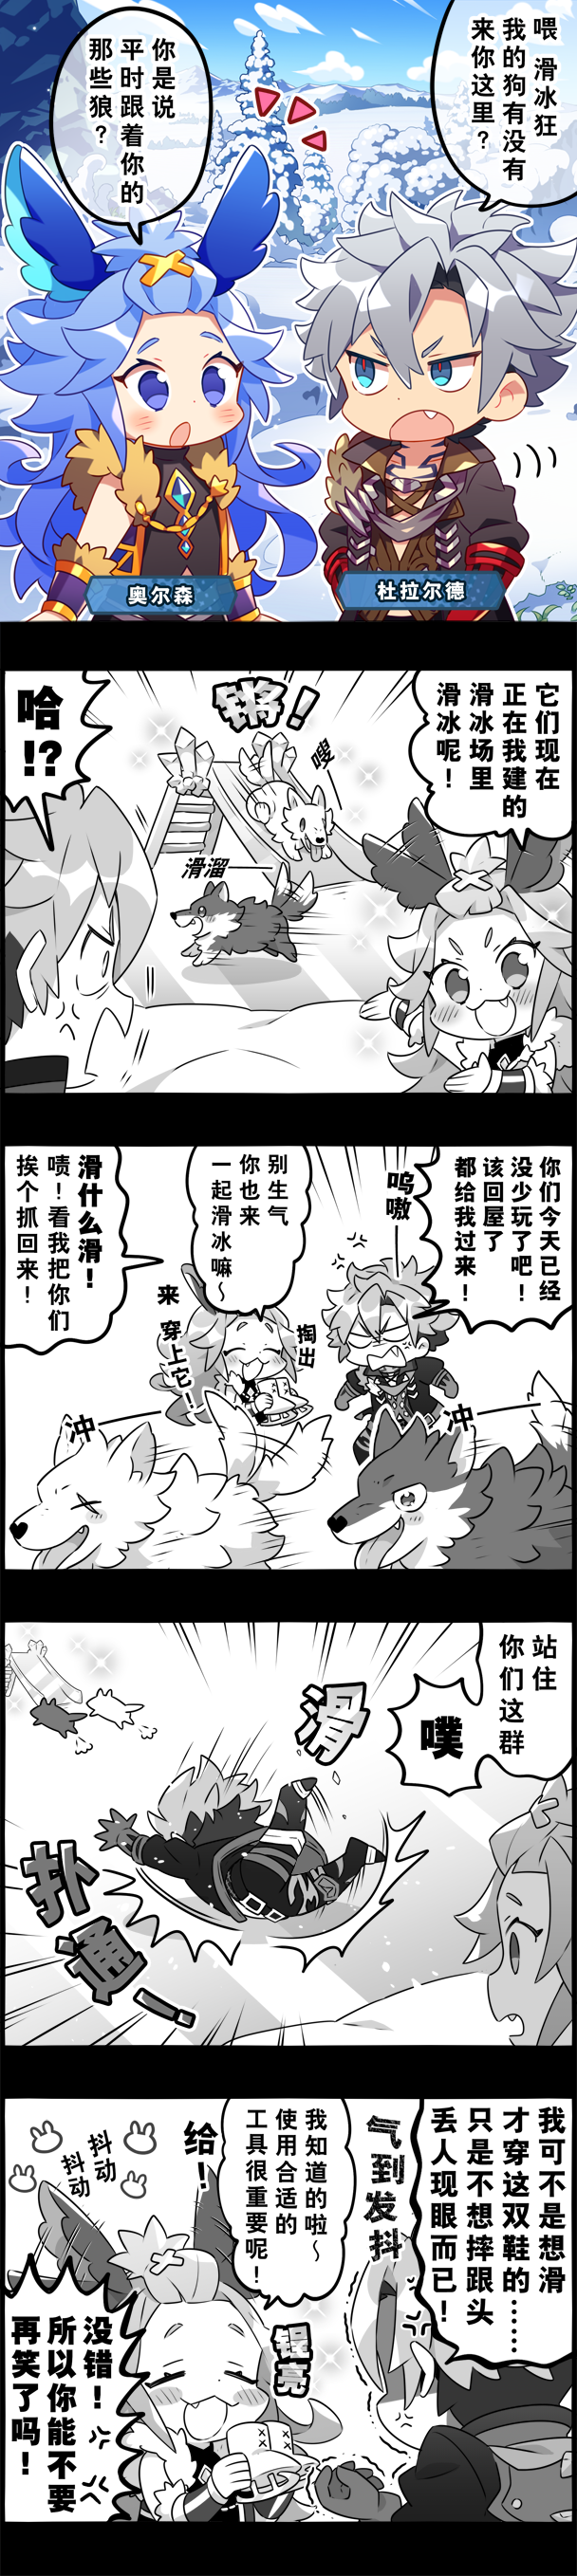 喂 滑冰狂
我的狗有没有
来你这里？
你是说
平时跟着你的
那些狼？
奥尔森
杜拉尔德
它们现在
正在我建的
滑冰场里
滑冰呢！
锵！
嗖
滑溜
哈
!?
你们今天已经
没少玩了吧！
该回屋了
都给我过来！
呜嗷
别生气
你也来
一起滑冰嘛～
掏出
来 穿上它！
滑什么滑！
啧！看我把你们
挨个抓回来！
冲
冲
站住
你们这群
噗
滑
扑通！
我可不是想滑
才穿这双鞋的……
只是不想摔跟头
丢人现眼而已！
气到发抖
我知道的啦～
使用合适的
工具很重要呢！
给！
锃亮
抖动
抖动
没错！
所以你能不要
再笑了吗！